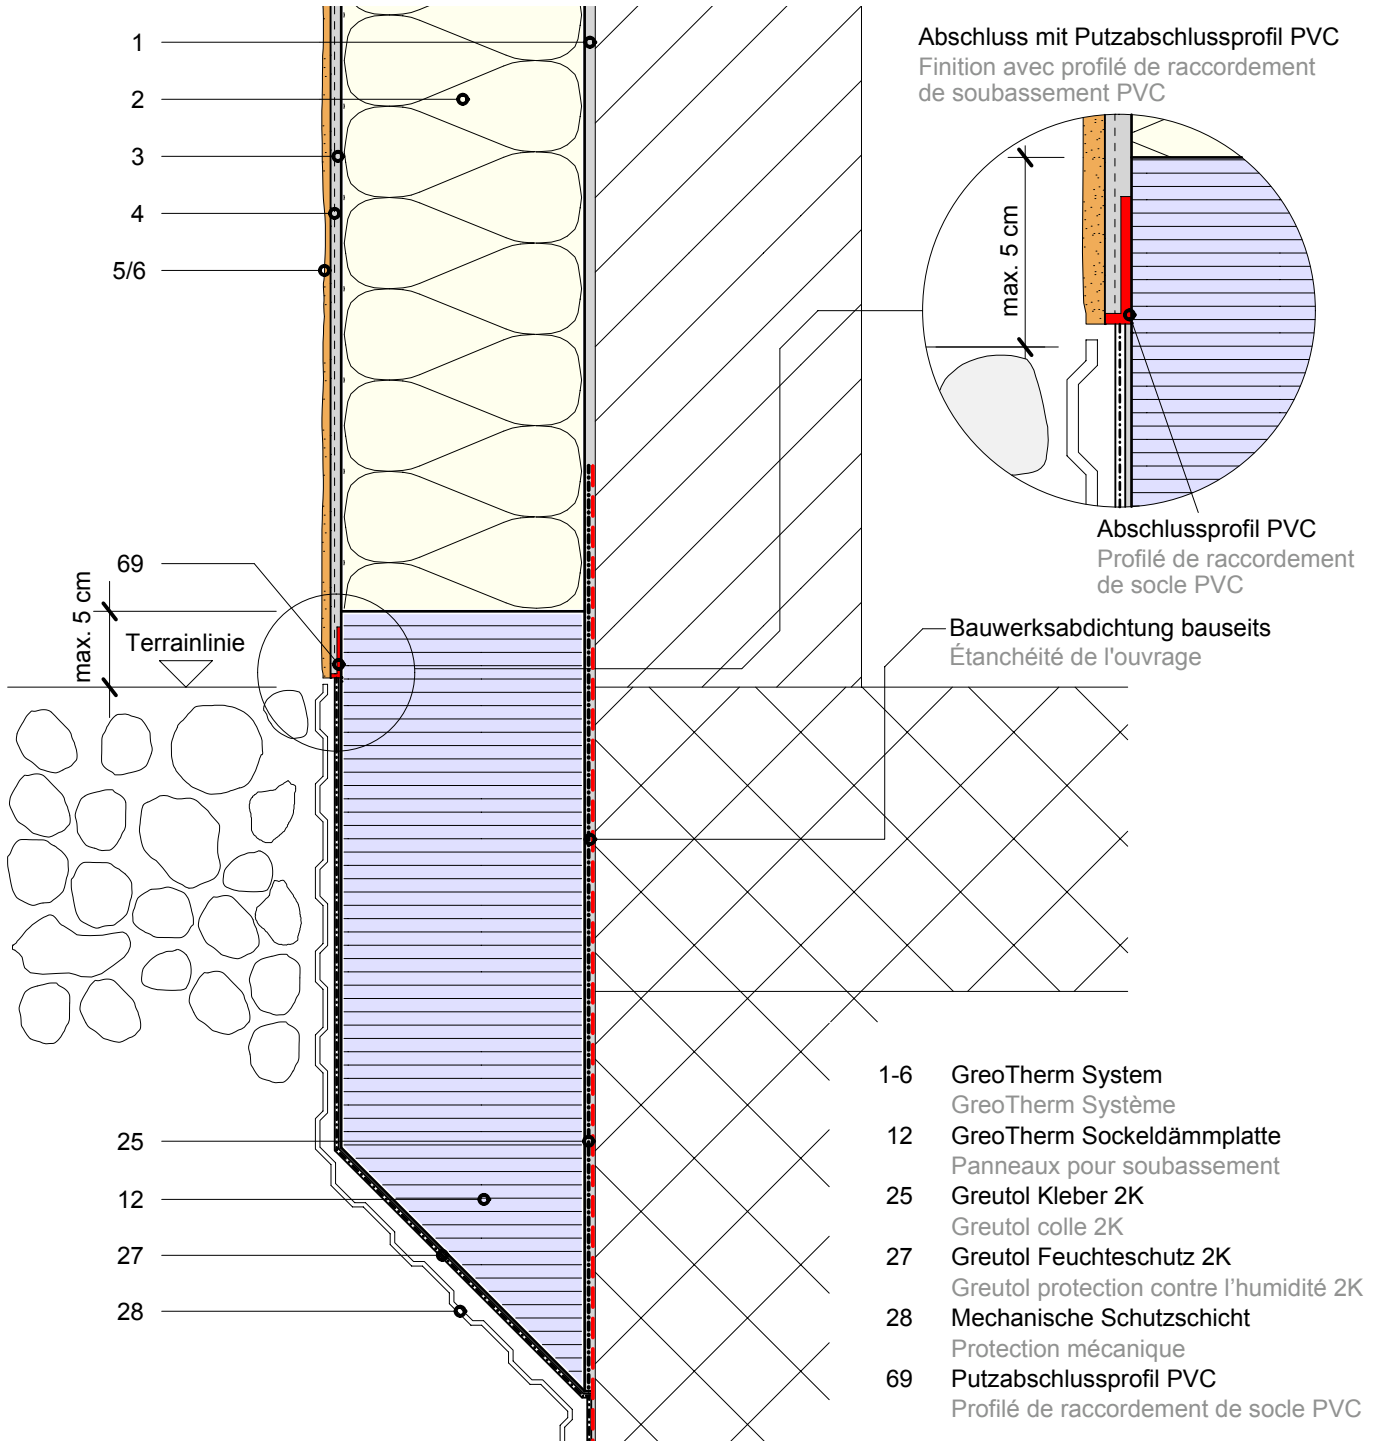 1
2
3
4
5/6
69
max. 5 cm
Terrainlinie
25
12
27
28
Abschluss mit Putzabschlussprofil PVC
Finition avec profilé de raccordement
de soubassement PVC
max. 5 cm
Abschlussprofil PVC
Profilé de raccordement
de socle PVC
Bauwerksabdichtung bauseits
Étanchéité de l'ouvrage
1-6 GreoTherm System
GreoTherm Système
12 GreoTherm Sockeldämmplatte
Panneaux pour soubassement
25 Greutol Kleber 2K
Greutol colle 2K
27 Greutol Feuchteschutz 2K
Greutol protection contre l’humidité 2K
28 Mechanische Schutzschicht
Protection mécanique
69 Putzabschlussprofil PVC
Profilé de raccordement de socle PVC